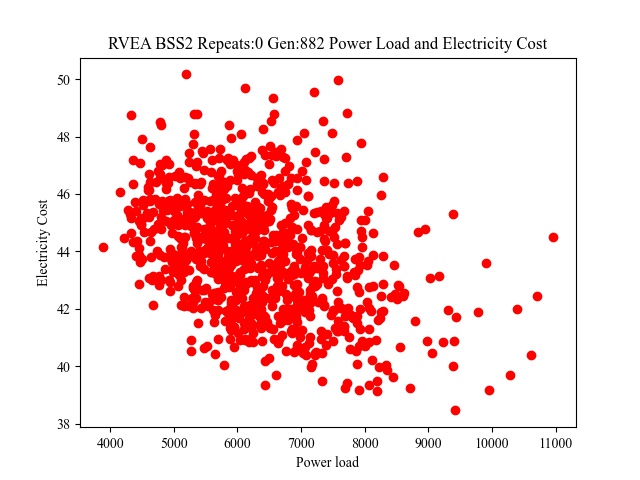 RVEA BSS2 Repeats:0 Gen:882 Power Load and Electricity Cost
50
48
46
44
42
40
38
Electricity Cost
4000 5000 6000 7000 8000 9000 10000 11000
Power load